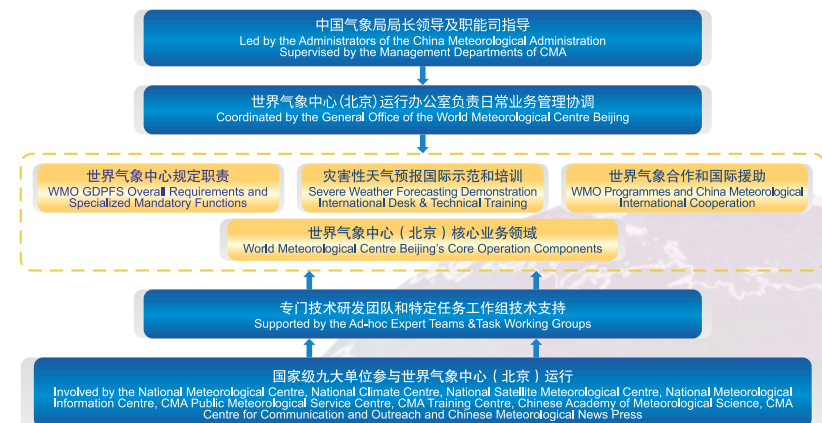 中国气象局局长领导及职能司指导
Led by the Administrators of the China Meteorological Administration
Supervised by the Management Departments of CMA
世界气象中心(北京)运行办公室负责日常业务管理协调
Coordinated by the General Office of the World Meteorological Centre Beijing
世界气象中心规定职责
WMO GDPFS Overall Requirements and
Specialized Mandatory Functions
灾害性天气预报国际示范和培训
Severe Weather Forecasting Demonstration
International Desk & Technical Training
世界气象合作和国际援助
WMO Programmes and China Meteorological
International Cooperation
世界气象中心（北京）核心业务领域
World Meteorological Centre Beijing's Core Operation Components
专门技术研发团队和特定任务工作组技术支持
Supported by the Ad-hoc Expert Teams &Task Working Groups
国家级九大单位参与世界气象中心（北京）运行
Involved by the National Meteorological Centre, National Climate Centre, National Satellite Meteorological Centre, National Meteorological
Information Centre, CMA Public Meteorological Service Centre, CMA Training Centre, Chinese Academy of Meteorological Science, CMA
Centre for Communication and Outreach and Chinese Meteorological News Press